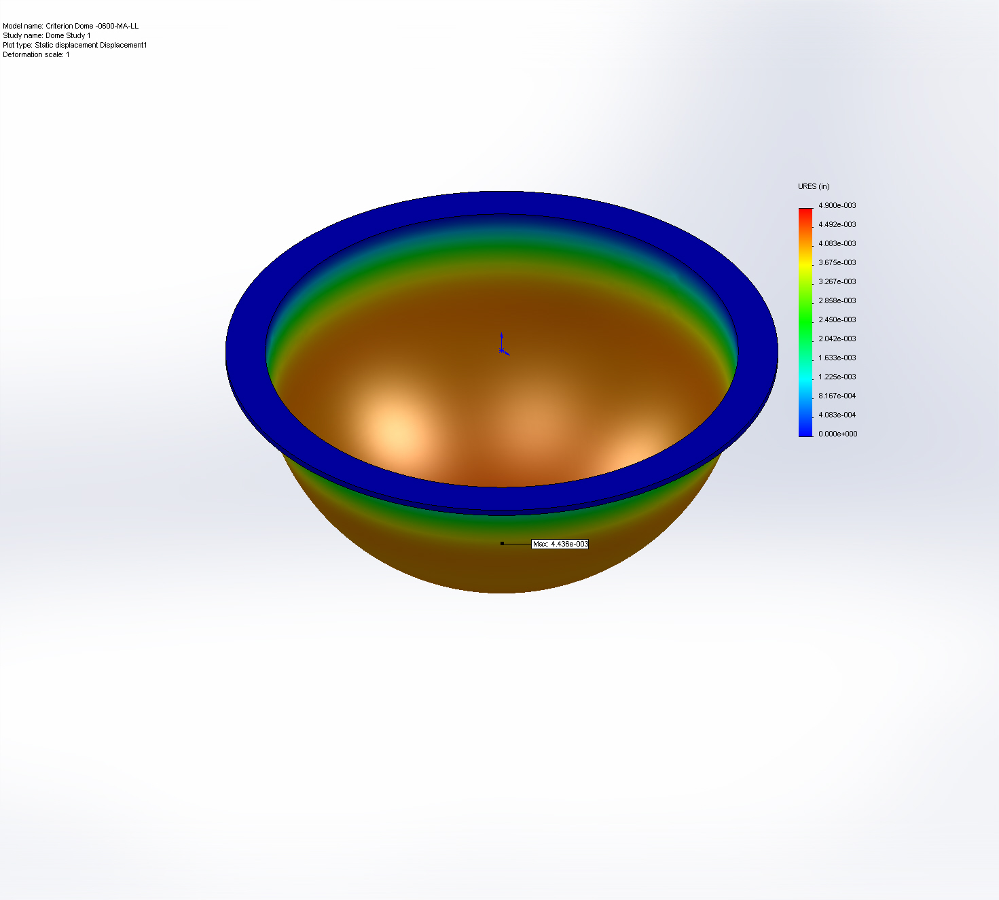 Model name: Criterion Dome -0600-MA-LL
Study name: Dome Study 1
Plot type: Static displacement Displacement1
Deformation scale: 1
URES (in)
4.900e-003
4.492e-003
4.083e-003
3.675e-003
3.267e-003
2.858e-003
2.450e-003
2.042e-003
1.633e-003
1.225e-003
8.167e-004
4.083e-004
0.000e+000
Max: 4.436e-003